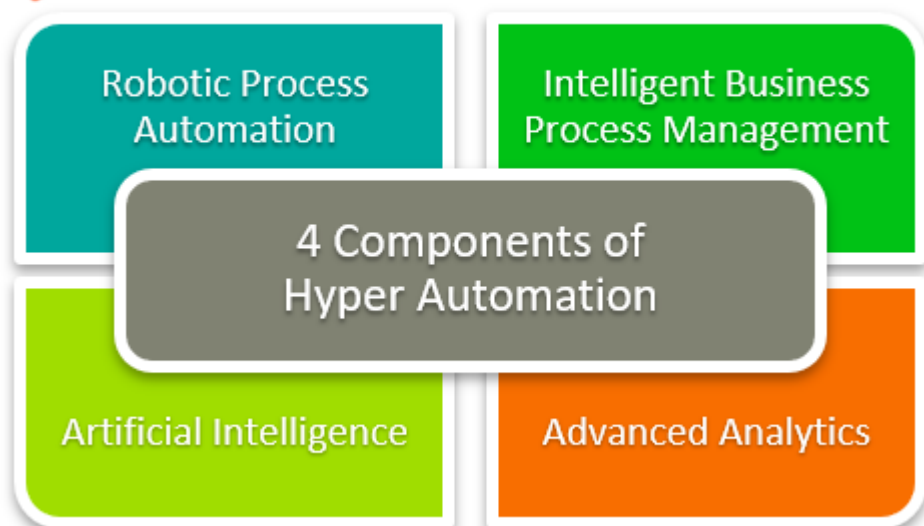 Robotic Process
Automation
Intelligent Business
Process Management
4 Components of
Hyper Automation
Artificial Intelligence
Advanced Analytics